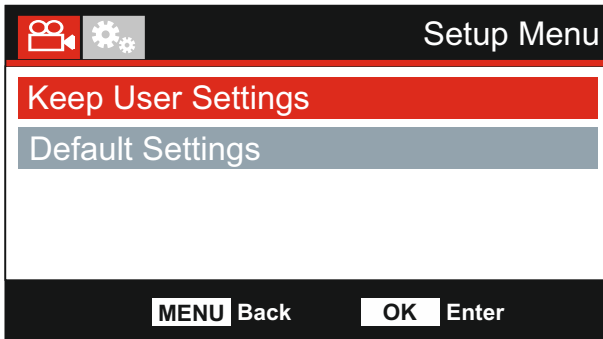 Setup Menu
Keep User Settings
Default Settings
MENU Back OK Enter